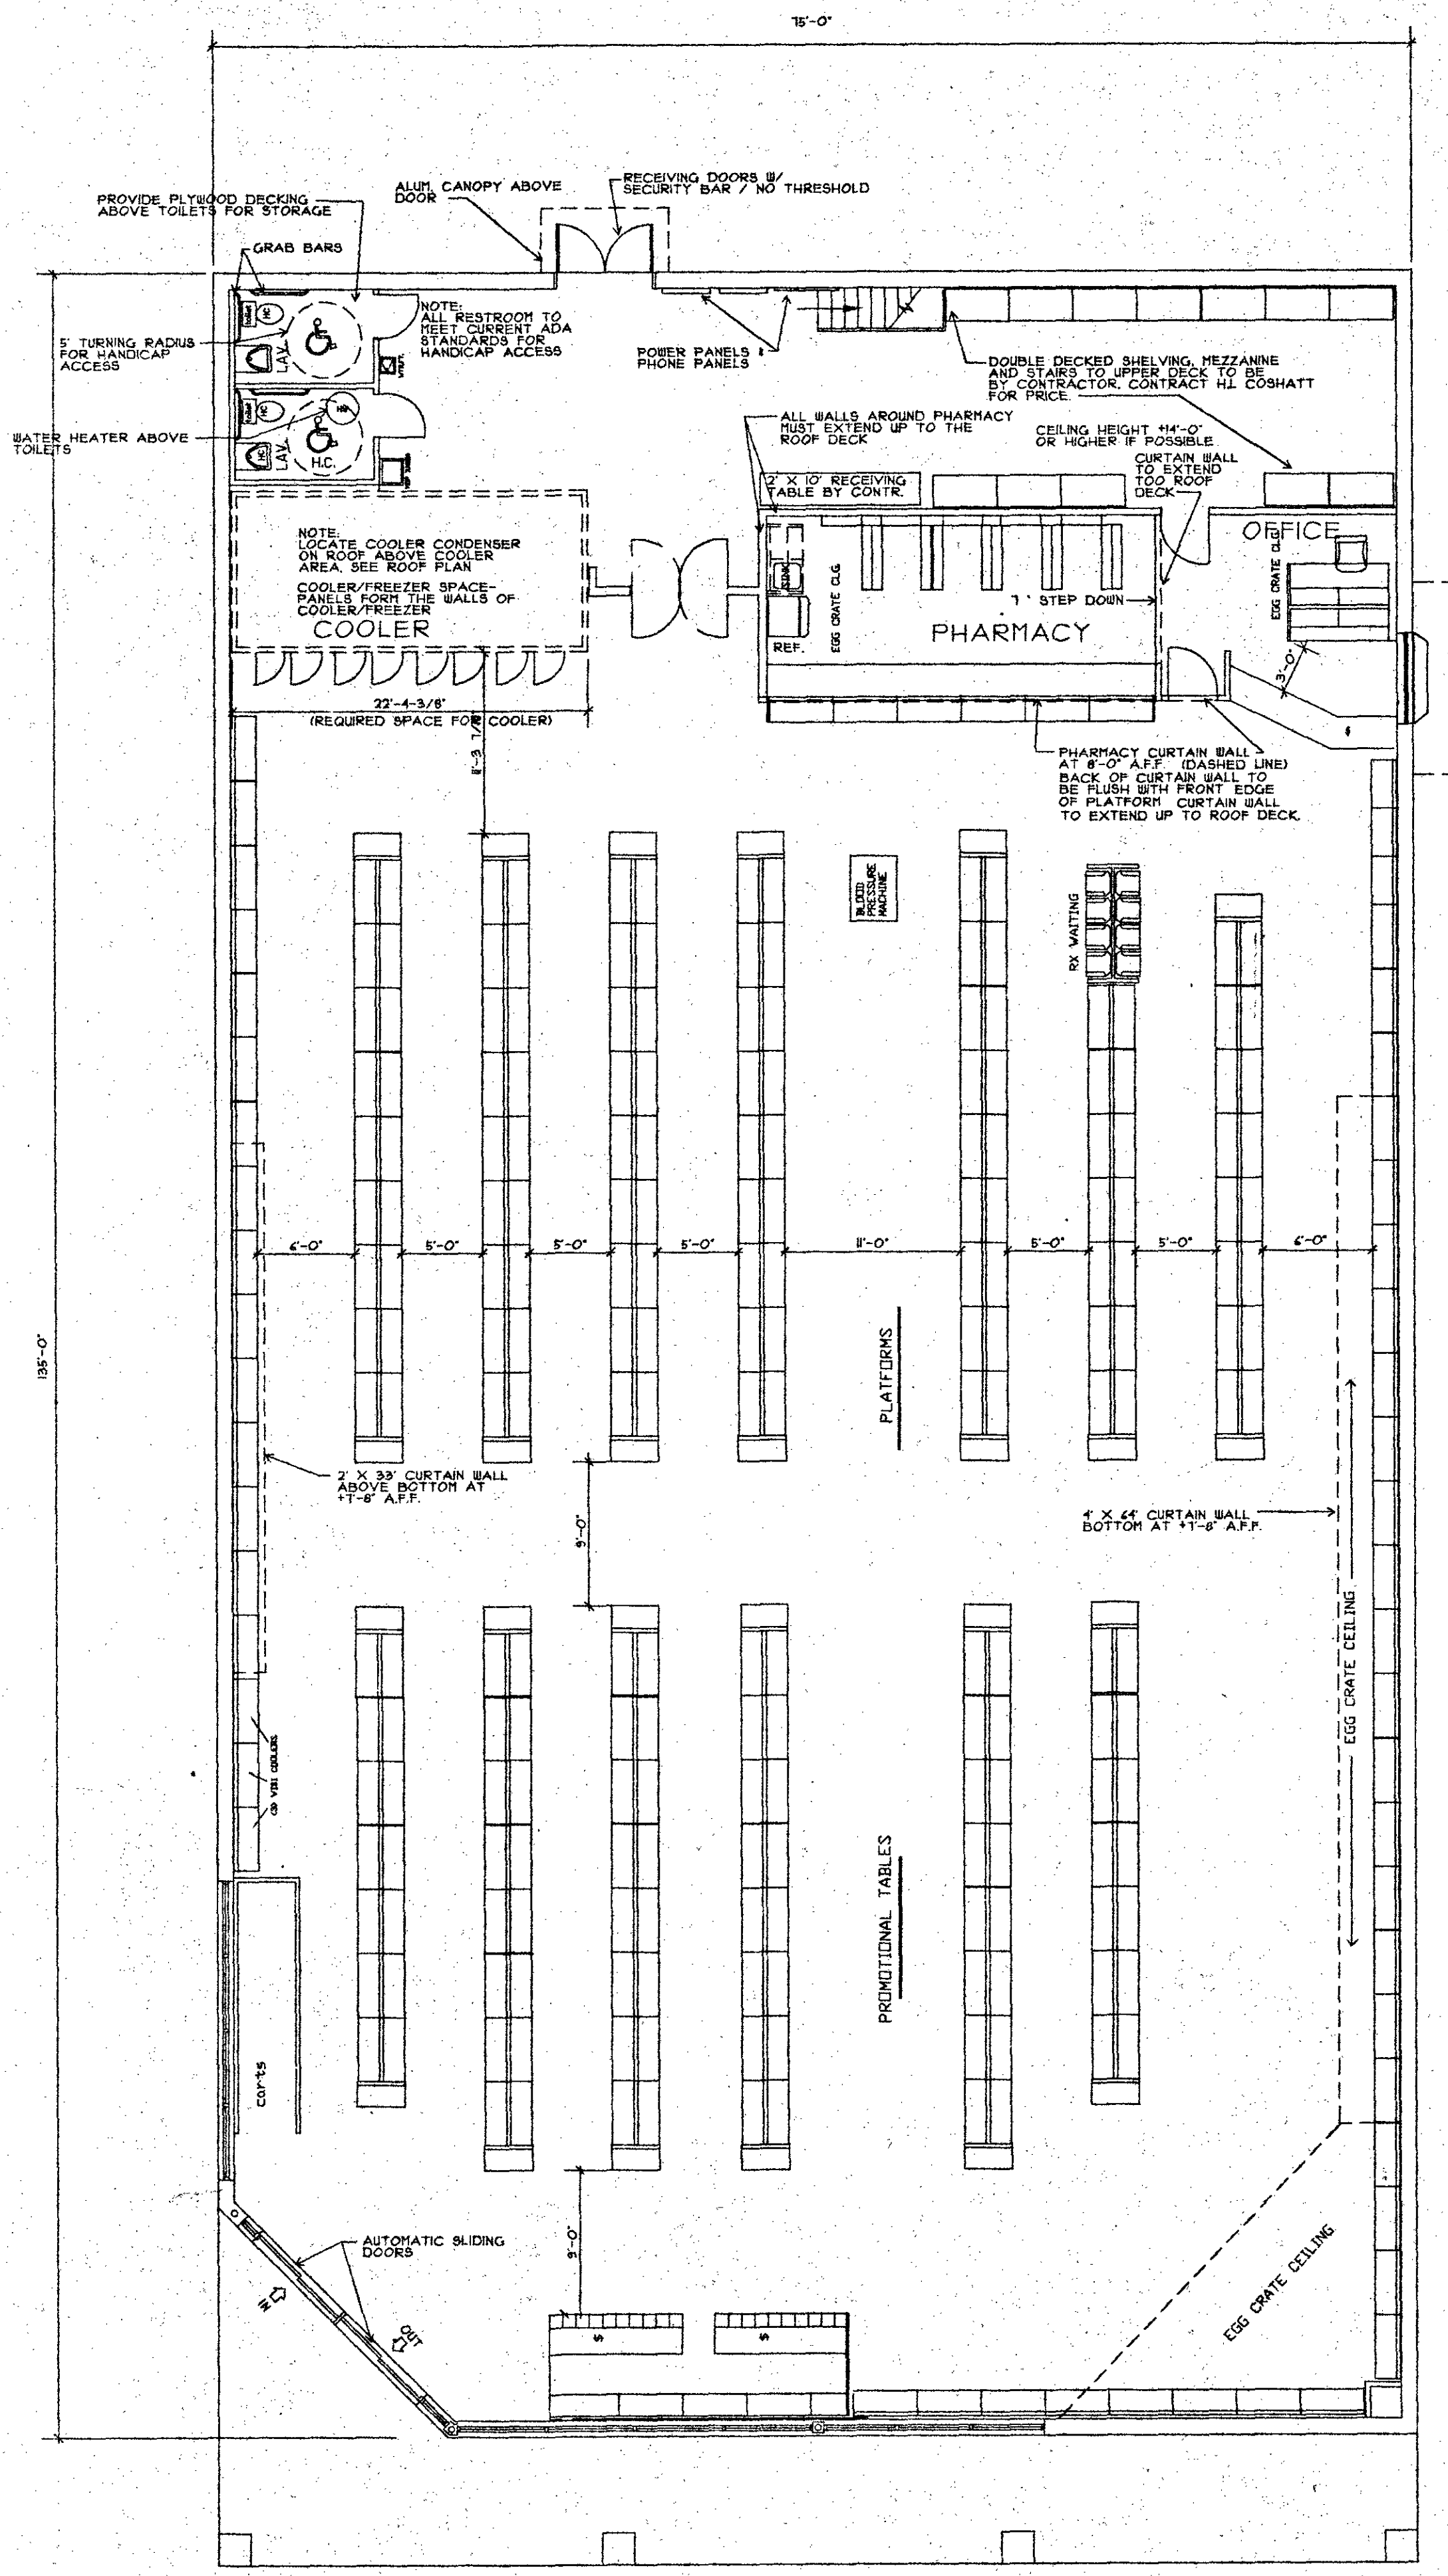 75'-0"
PROVIDE PLYWOOD DECKING
ABOVE TOILETS FOR STORAGE
ALUM. CANOPY ABOVE
DOOR
RECEIVING DOORS W/
SECURITY BAR / NO THRESHOLD
GRAB BARS
5' TURNING RADIUS
FOR HANDICAP
ACCESS
NOTE:
ALL RESTROOM TO
MEET CURRENT ADA
STANDARDS FOR
HANDICAP ACCESS
HC
LAV.
POWER PANELS &
PHONE PANELS
DOUBLE DECKED SHELVING, MEZZANINE
AND STAIRS TO UPPER DECK TO BE
BY CONTRACTOR. CONTRACT H.L COSHATT
FOR PRICE.
WATER HEATER ABOVE
TOILETS
HC
WH
LAV.
HC
H.C.
ALL WALLS AROUND PHARMACY
MUST EXTEND UP TO THE
ROOF DECK
CEILING HEIGHT +14'-0"
OR HIGHER IF POSSIBLE
CURTAIN WALL
TO EXTEND
TOO ROOF
DECK
2' X 10' RECEIVING
TABLE BY CONTR.
NOTE:
LOCATE COOLER CONDENSER
ON ROOF ABOVE COOLER
AREA. SEE ROOF PLAN
COOLER/FREEZER SPACE-
PANELS FORM THE WALLS OF
COOLER/FREEZER
COOLER
OFFICE
EGG CRATE CLG
SINK
REF.
EGG CRATE CLG
7" STEP DOWN
PHARMACY
3'-0"
22'-4-3/8"
(REQUIRED SPACE FOR COOLER)
PHARMACY CURTAIN WALL
AT 8'-0" A.F.F. (DASHED LINE)
BACK OF CURTAIN WALL TO
BE FLUSH WITH FRONT EDGE
OF PLATFORM CURTAIN WALL
TO EXTEND UP TO ROOF DECK.
BLOOD
PRESSURE
MACHINE
RX WAITING
6'-0"
5'-0"
5'-0"
5'-0"
11'-0"
5'-0"
5'-0"
6'-0"
135'-0"
PLATFORMS
2' X 33' CURTAIN WALL
ABOVE BOTTOM AT
+7'-8" A.F.F.
9'-0"
4' X 64' CURTAIN WALL
BOTTOM AT +7'-8" A.F.F.
EGG CRATE CEILING
(3) VISI COOLERS
PROMOTIONAL TABLES
carts
AUTOMATIC SLIDING
DOORS
IN
OUT
9'-0"
S
S
EGG CRATE CEILING